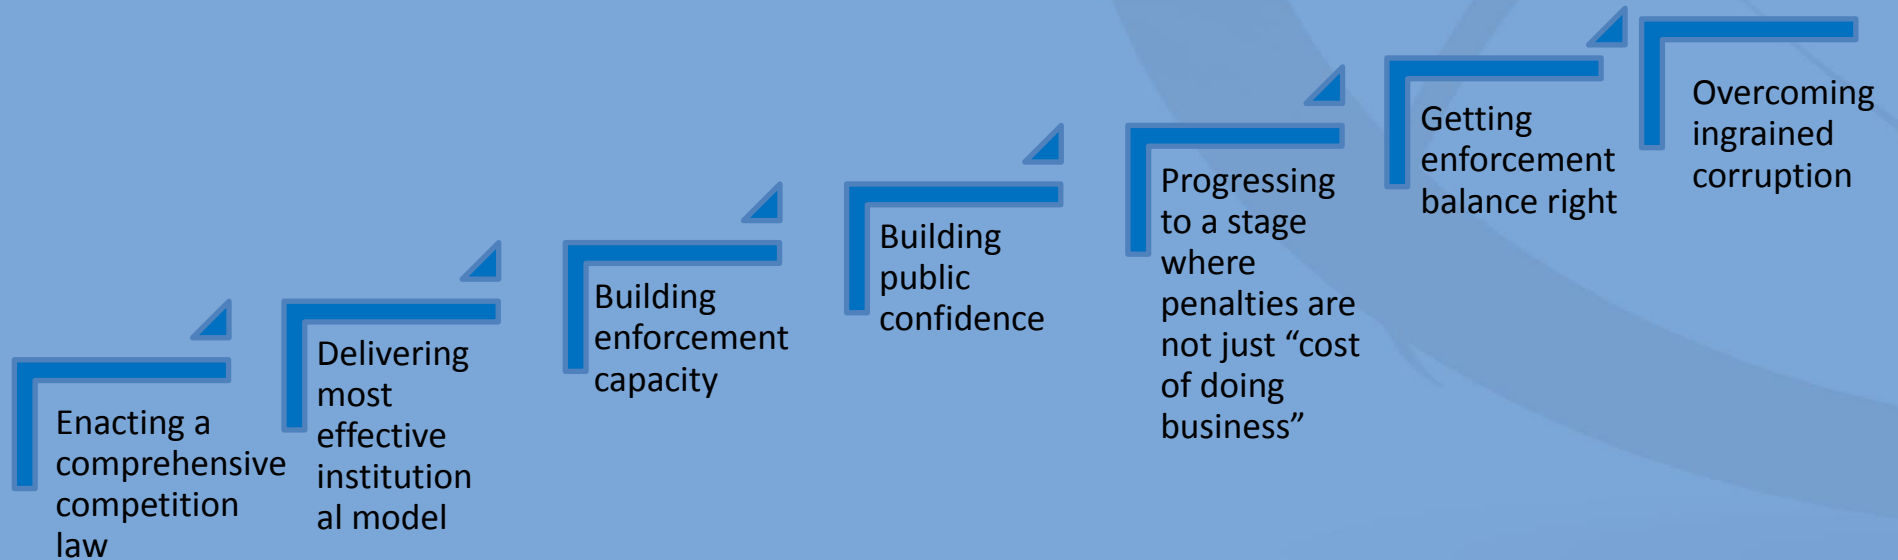 Enacting a
comprehensive
competition
law
Delivering
most
effective
institution
al model
Building
enforcement
capacity
Building
public
confidence
Progressing
to a stage
where
penalties are
not just “cost
of doing
business”
Getting
enforcement
balance right
Overcoming
ingrained
corruption